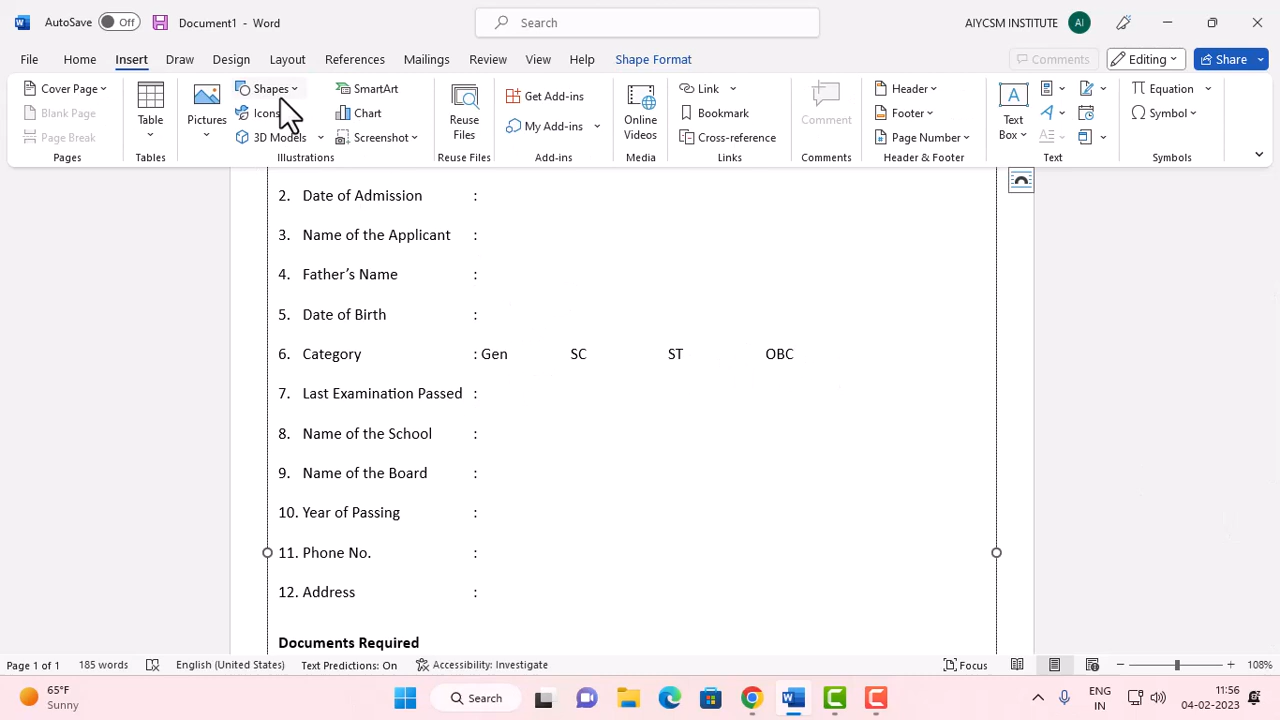 AutoSave Off Document1 - Word Search AIYCSM INSTITUTE AI
File Home Insert Draw Design Layout References Mailings Review View Help Shape Format Comments Editing Share
Cover Page Shapes SmartArt Get Add-ins Link Header Equation
Blank Page Icons Chart Bookmark Footer Symbol
Page Break 3D Models Screenshot My Add-ins Cross-reference Page Number
Table Pictures Reuse Files Online Videos Comment Text Box
Pages Tables Illustrations Reuse Files Add-ins Media Links Comments Header & Footer Text Symbols
2. Date of Admission :
3. Name of the Applicant :
4. Father’s Name :
5. Date of Birth :
6. Category : Gen SC ST OBC
7. Last Examination Passed :
8. Name of the School :
9. Name of the Board :
10. Year of Passing :
11. Phone No. :
12. Address :
Documents Required
Page 1 of 1 185 words English (United States) Text Predictions: On Accessibility: Investigate Focus 108%
65°F Search ENG 11:56
Sunny IN 04-02-2023